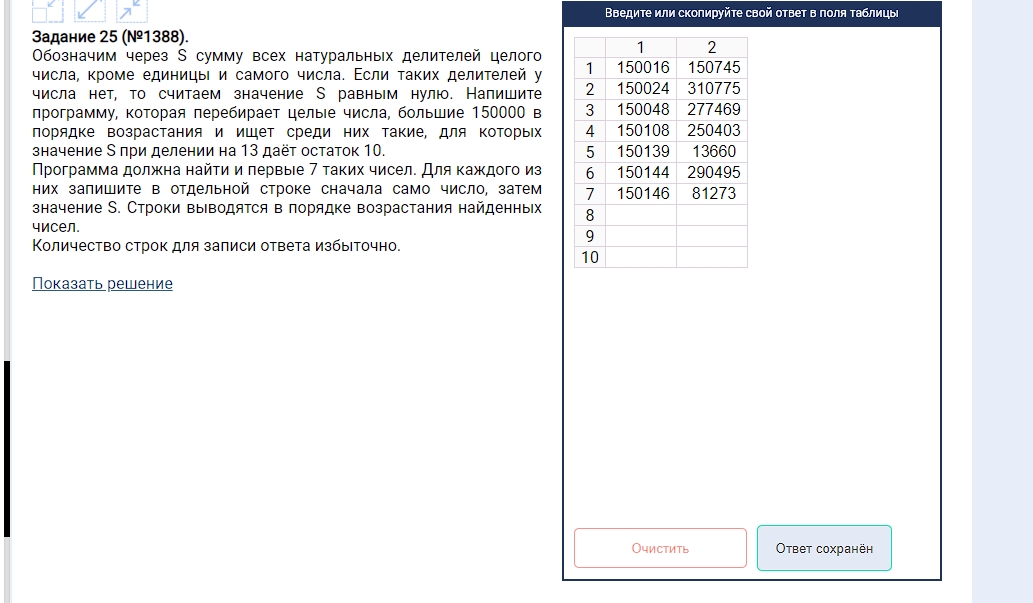 Задание 25 (№1388).
Обозначим через S сумму всех натуральных делителей целого
числа, кроме единицы и самого числа. Если таких делителей у
числа нет, то считаем значение S равным нулю. Напишите
программу, которая перебирает целые числа, большие 150000 в
порядке возрастания и ищет среди них такие, для которых
значение S при делении на 13 даёт остаток 10.
Программа должна найти и первые 7 таких чисел. Для каждого из
них запишите в отдельной строке сначала само число, затем
значение S. Строки выводятся в порядке возрастания найденных
чисел.
Количество строк для записи ответа избыточно.
Показать решение
Введите или скопируйте свой ответ в поля таблицы
1 2
1 150016 150745
2 150024 310775
3 150048 277469
4 150108 250403
5 150139 13660
6 150144 290495
7 150146 81273
8
9
10
Очистить
Ответ сохранён